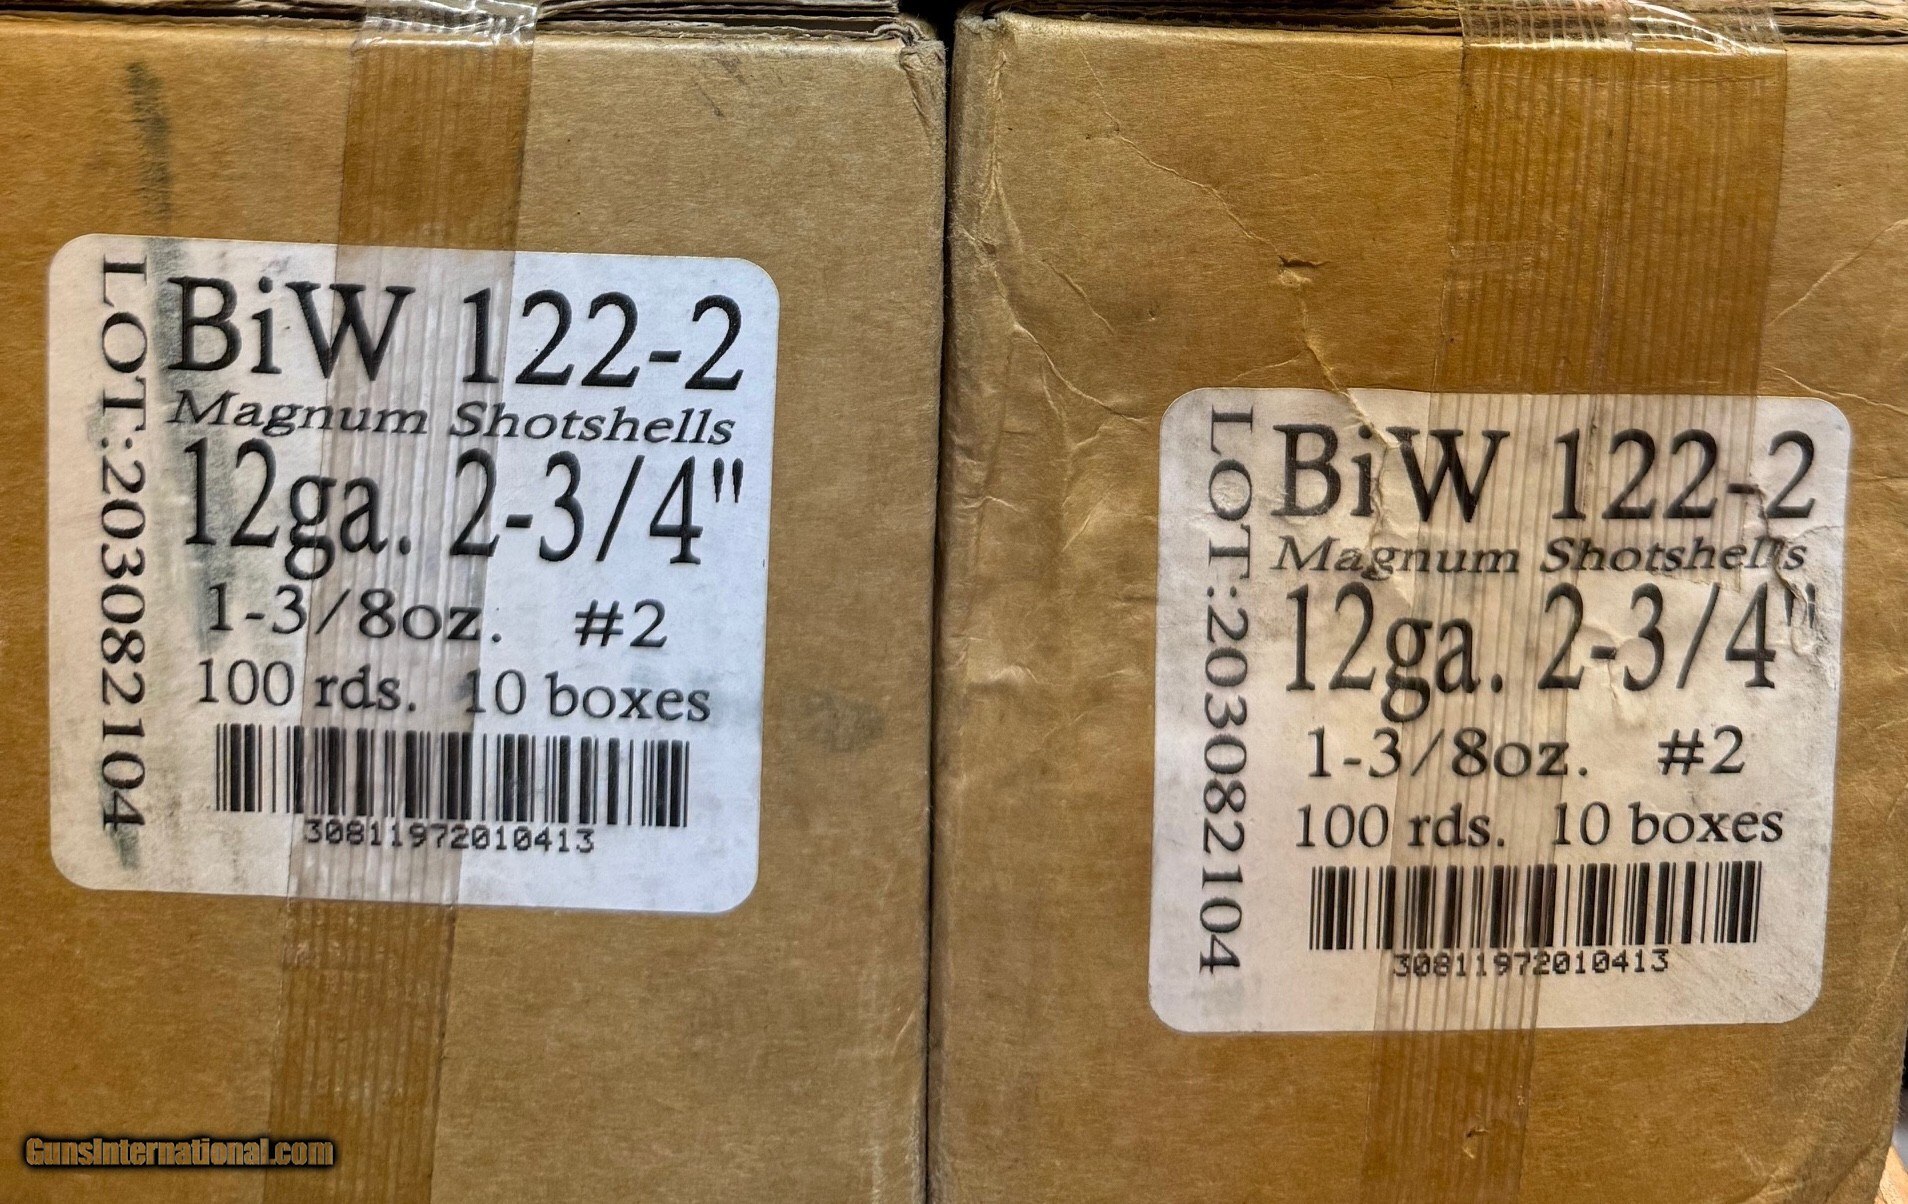 LOT:203082104
BiW 122-2
Magnum Shotshells
12ga. 2-3/4"
1-3/8oz. #2
100 rds. 10 boxes
30811972010413
LOT:203082104
BiW 122-2
Magnum Shotshells
12ga. 2-3/4"
1-3/8oz. #2
100 rds. 10 boxes
30811972010413
GunsInternational.com